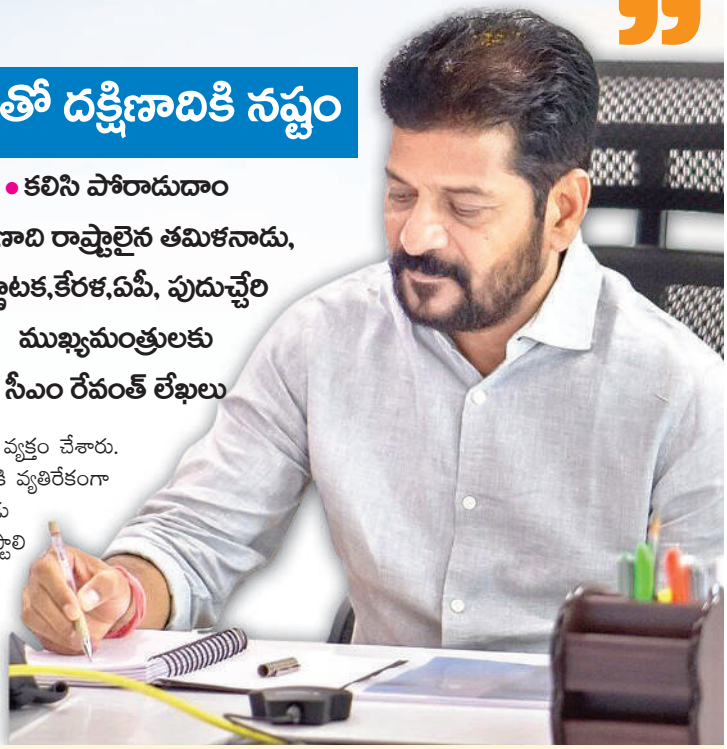 ”
తో దక్షిణాదికి నష్టం
• కలిసి పోరాడుదాం
ణాది రాష్ట్రాలైన తమిళనాడు,
ణాటక,కేరళ,ఏపీ, పుదుచ్చేరి
ముఖ్యమంత్రులకు
సీఎం రేవంత్ లేఖలు
వ్యక్తం చేశారు.
కి వ్యతిరేకంగా